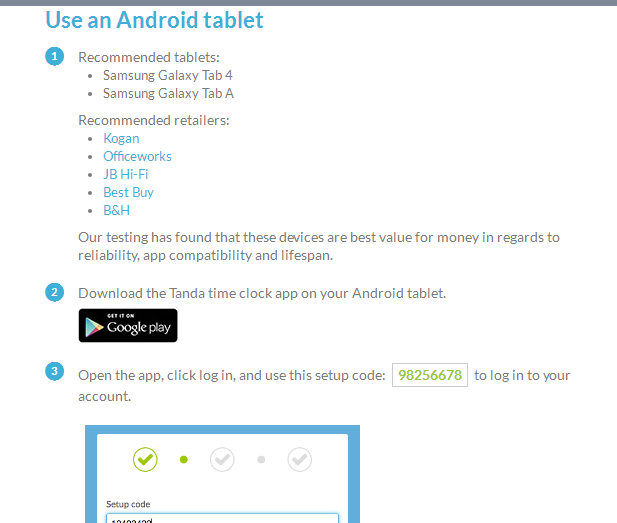 Use an Android tablet
1 Recommended tablets:
• Samsung Galaxy Tab 4
• Samsung Galaxy Tab A
Recommended retailers:
• Kogan
• Officeworks
• JB Hi-Fi
• Best Buy
• B&H
Our testing has found that these devices are best value for money in regards to
reliability, app compatibility and lifespan.
2 Download the Tanda time clock app on your Android tablet.
GET IT ON
Google play
3 Open the app, click log in, and use this setup code: 98256678 to log in to your
account.
Setup code